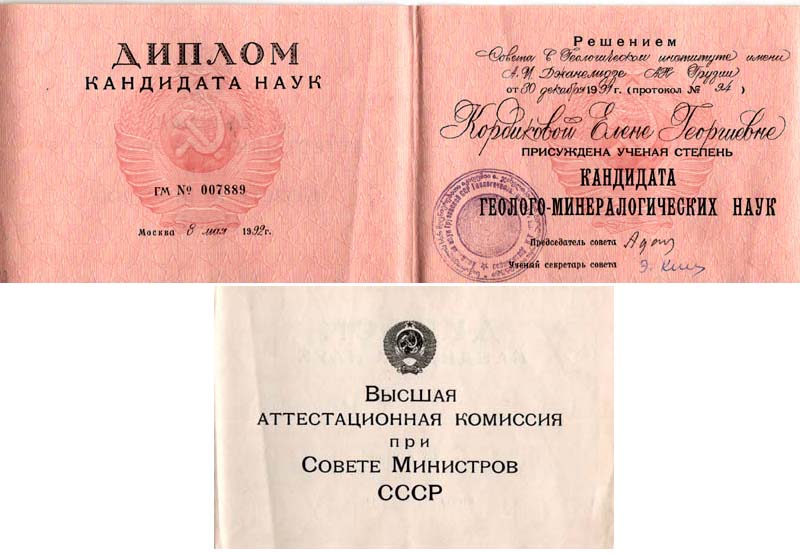 ДИПЛОМ
КАНДИДАТА НАУК
ГМ № 007889
Москва 8 мая 1992г.
Решением
Совета в Геологическом институте имени
А.И. Джанелидзе АН Грузии
от 30 декабря 1991г. (протокол № 24)
Кордиковой Елене Георгиевне
ПРИСУЖДЕНА УЧЕНАЯ СТЕПЕНЬ
КАНДИДАТА
ГЕОЛОГО-МИНЕРАЛОГИЧЕСКИХ НАУК
Председатель совета
Ученый секретарь совета
Высшая
аттестационная комиссия
при
Совете Министров
СССР